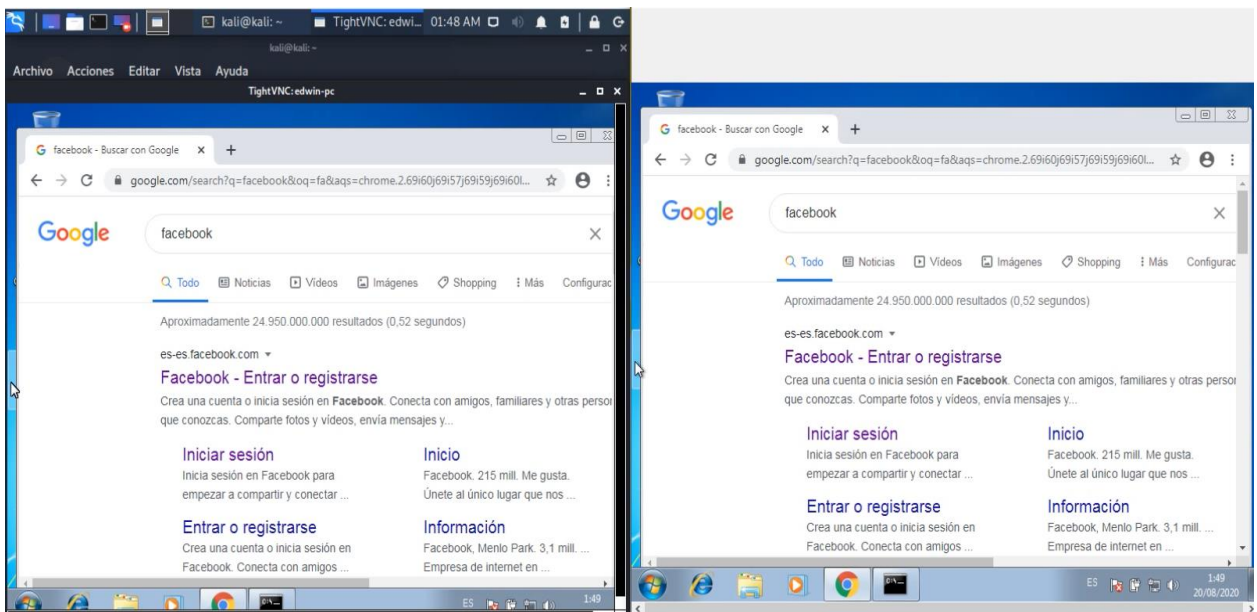 kali@kali: ~
TightVNC: edwi...
01:48 AM
kali@kali: ~
Archivo Acciones Editar Vista Ayuda
TightVNC: edwin-pc
facebook - Buscar con Google
google.com/search?q=facebook&oq=fa&aqs=chrome.2.69i60j69i57j69i59j69i60l...
Google
facebook
Todo Noticias Vídeos Imágenes Shopping Más Configurac
Aproximadamente 24.950.000.000 resultados (0,52 segundos)
es-es.facebook.com
Facebook - Entrar o registrarse
Crea una cuenta o inicia sesión en Facebook. Conecta con amigos, familiares y otras person
que conozcas. Comparte fotos y vídeos, envía mensajes y...
Iniciar sesión
Inicia sesión en Facebook para
empezar a compartir y conectar ...
Inicio
Facebook. 215 mill. Me gusta.
Únete al único lugar que nos ...
Entrar o registrarse
Crea una cuenta o inicia sesión en
Facebook. Conecta con amigos ...
Información
Facebook, Menlo Park. 3,1 mill. ...
Empresa de internet en ...
ES
1:49
facebook - Buscar con Google
google.com/search?q=facebook&oq=fa&aqs=chrome.2.69i60j69i57j69i59j69i60l...
Google
facebook
Todo Noticias Vídeos Imágenes Shopping Más Configurac
Aproximadamente 24.950.000.000 resultados (0,52 segundos)
es-es.facebook.com
Facebook - Entrar o registrarse
Crea una cuenta o inicia sesión en Facebook. Conecta con amigos, familiares y otras person
que conozcas. Comparte fotos y vídeos, envía mensajes y...
Iniciar sesión
Inicia sesión en Facebook para
empezar a compartir y conectar ...
Inicio
Facebook. 215 mill. Me gusta.
Únete al único lugar que nos ...
Entrar o registrarse
Crea una cuenta o inicia sesión en
Facebook. Conecta con amigos ...
Información
Facebook, Menlo Park. 3,1 mill. ...
Empresa de internet en ...
ES
1:49
20/08/2020